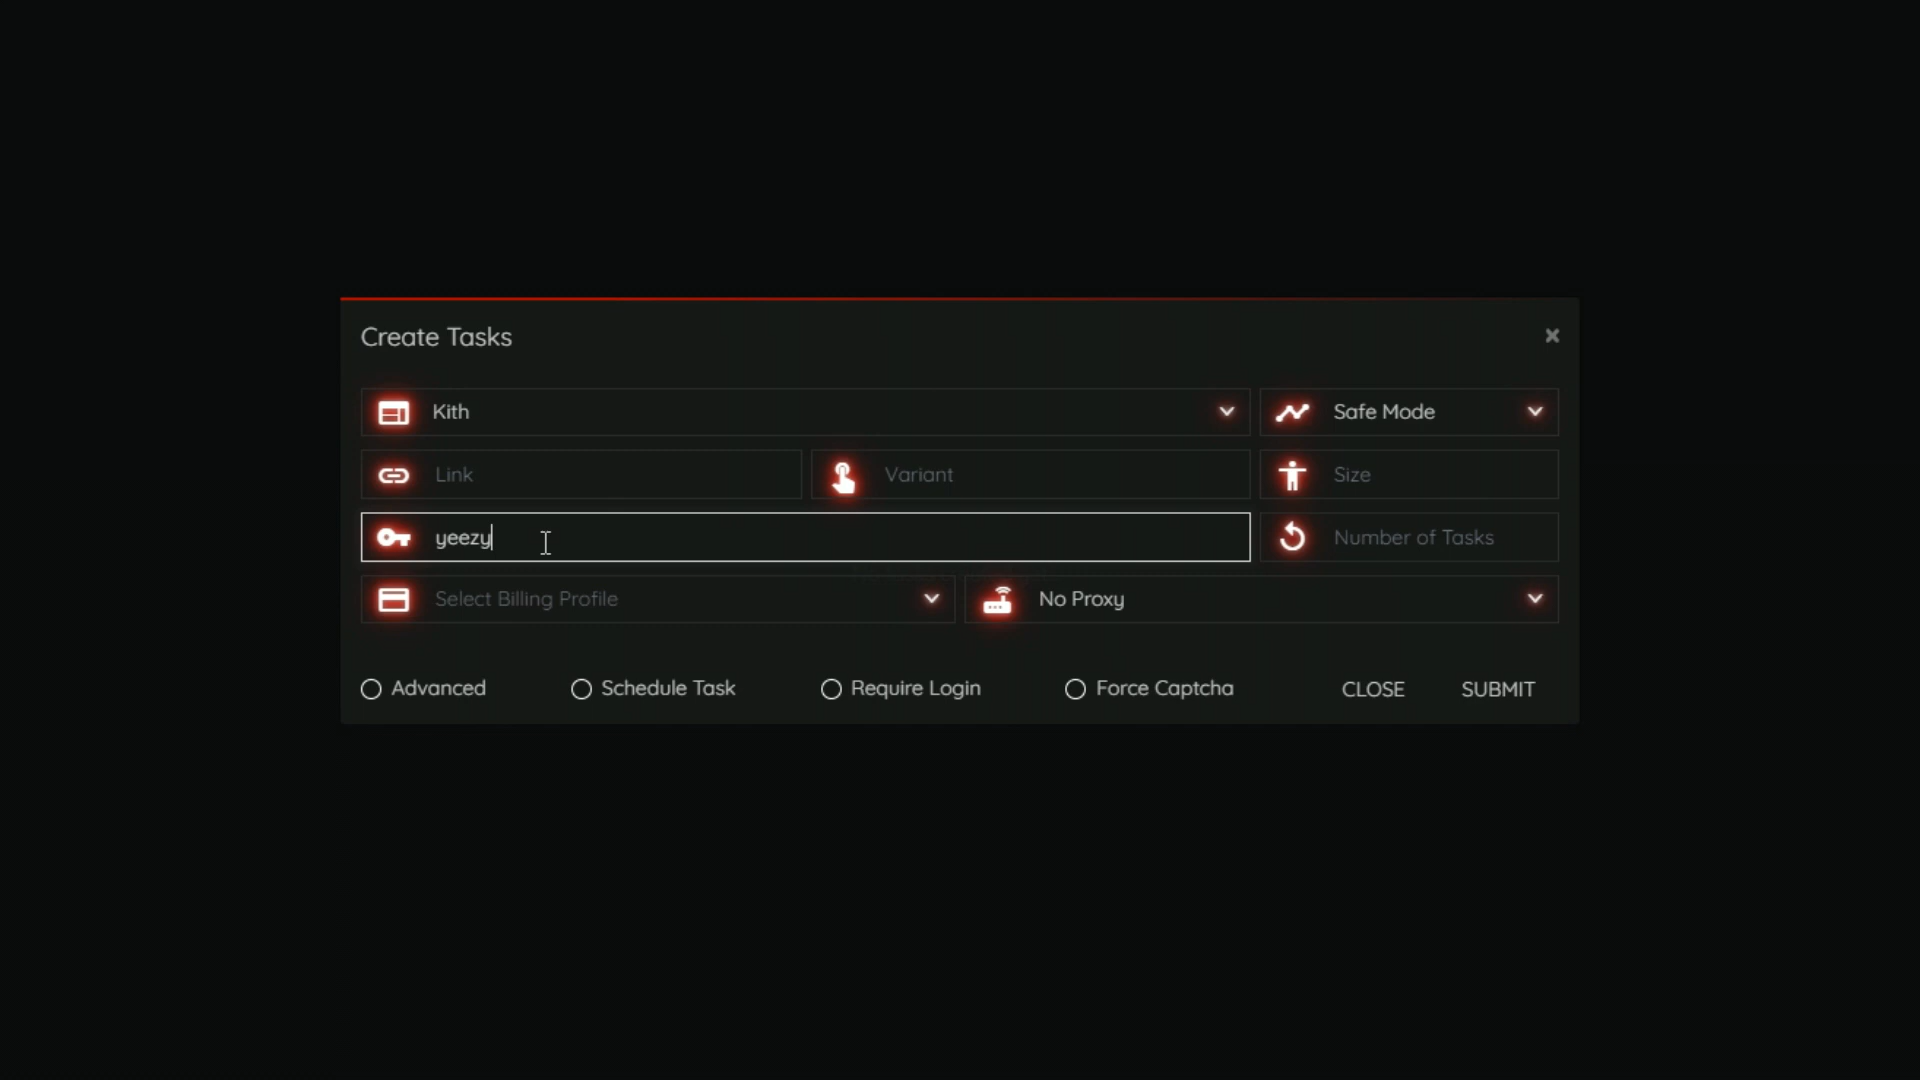 Create Tasks
Kith
Safe Mode
Link
Variant
Size
yeezy
Number of Tasks
Select Billing Profile
No Proxy
Advanced
Schedule Task
Require Login
Force Captcha
CLOSE
SUBMIT